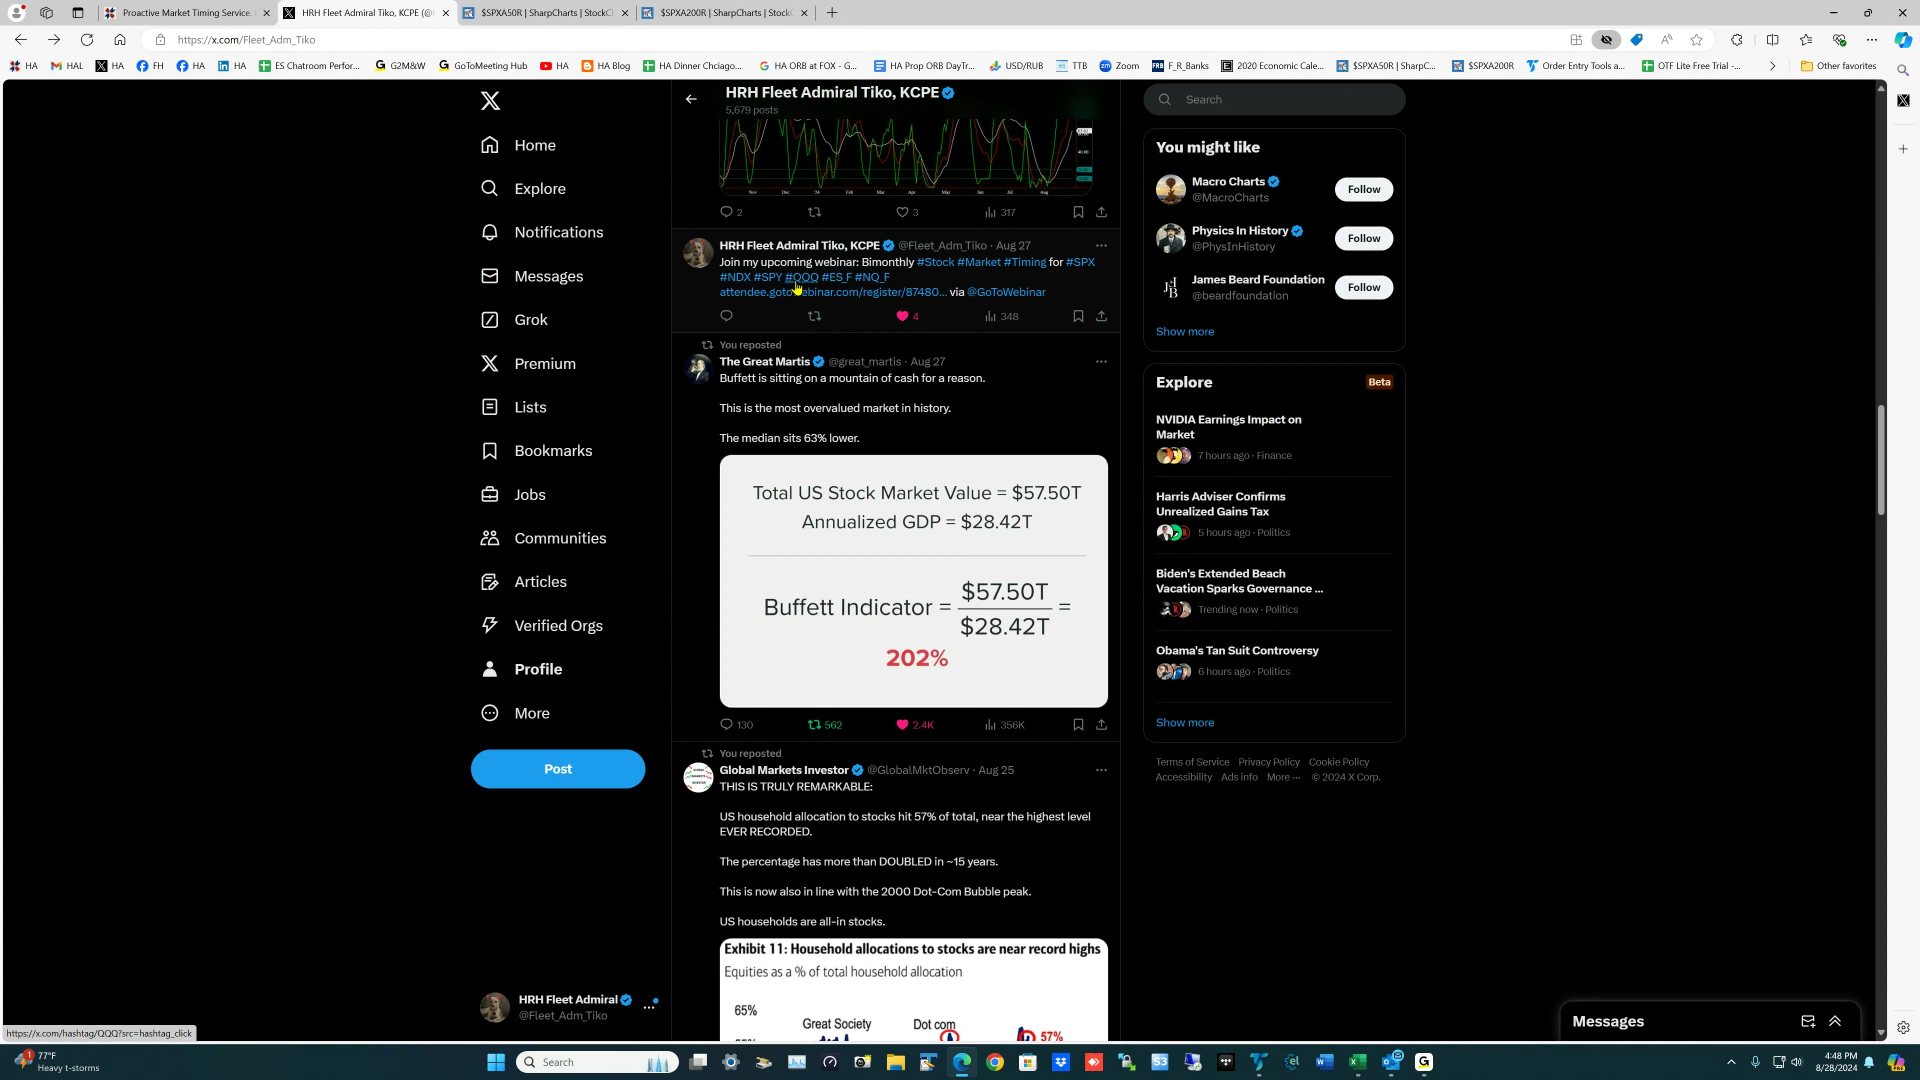 Proactive Market Timing Service.
HRH Fleet Admiral Tiko, KCPE (@
$SPXA50R | SharpCharts | StockC
$SPXA200R | SharpCharts | StockC
https://x.com/Fleet_Adm_Tiko
HA
HAL
HA
FH
HA
HA
ES Chatroom Perfor...
G2M&W
GoToMeeting Hub
HA
HA Blog
HA Dinner Chciago...
HA ORB at FOX - G...
HA Prop ORB DayTr...
USD/RUB
TTB
Zoom
F_R_Banks
2020 Economic Cale...
$SPXA50R | SharpC...
$SPXA200R
Order Entry Tools a...
OTF Lite Free Trial -...
Other favorites
Home
Explore
Notifications
Messages
Grok
Premium
Lists
Bookmarks
Jobs
Communities
Articles
Verified Orgs
Profile
More
Post
HRH Fleet Admiral
@Fleet_Adm_Tiko
https://x.com/hashtag/QQQ?src=hashtag_click
HRH Fleet Admiral Tiko, KCPE
5,679 posts
Nov Dec '24 Feb Mar Apr May Jun Jul Aug
2 3 317
HRH Fleet Admiral Tiko, KCPE @Fleet_Adm_Tiko · Aug 27
Join my upcoming webinar: Bimonthly #Stock #Market #Timing for #SPX
#NDX #SPY #QQQ #ES_F #NQ_F
attendee.gotowebinar.com/register/87480... via @GoToWebinar
4 348
You reposted
The Great Martis @great_martis · Aug 27
Buffett is sitting on a mountain of cash for a reason.
This is the most overvalued market in history.
The median sits 63% lower.
Total US Stock Market Value = $57.50T
Annualized GDP = $28.42T
Buffett Indicator = $57.50T / $28.42T =
202%
130 562 2.4K 356K
You reposted
Global Markets Investor @GlobalMktObserv · Aug 25
THIS IS TRULY REMARKABLE:
US household allocation to stocks hit 57% of total, near the highest level
EVER RECORDED.
The percentage has more than DOUBLED in ~15 years.
This is now also in line with the 2000 Dot-Com Bubble peak.
US households are all-in stocks.
Exhibit 11: Household allocations to stocks are near record highs
Equities as a % of total household allocation
65%
Great Society
Dot com
57%
Search
You might like
Macro Charts
@MacroCharts
Follow
Physics In History
@PhysInHistory
Follow
James Beard Foundation
@beardfoundation
Follow
Show more
Explore
Beta
NVIDIA Earnings Impact on
Market
7 hours ago · Finance
Harris Adviser Confirms
Unrealized Gains Tax
5 hours ago · Politics
Biden's Extended Beach
Vacation Sparks Governance ...
Trending now · Politics
Obama's Tan Suit Controversy
6 hours ago · Politics
Show more
Terms of Service Privacy Policy Cookie Policy
Accessibility Ads info More ··· © 2024 X Corp.
Messages
77°F
Heavy t-storms
Search
4:48 PM
8/28/2024